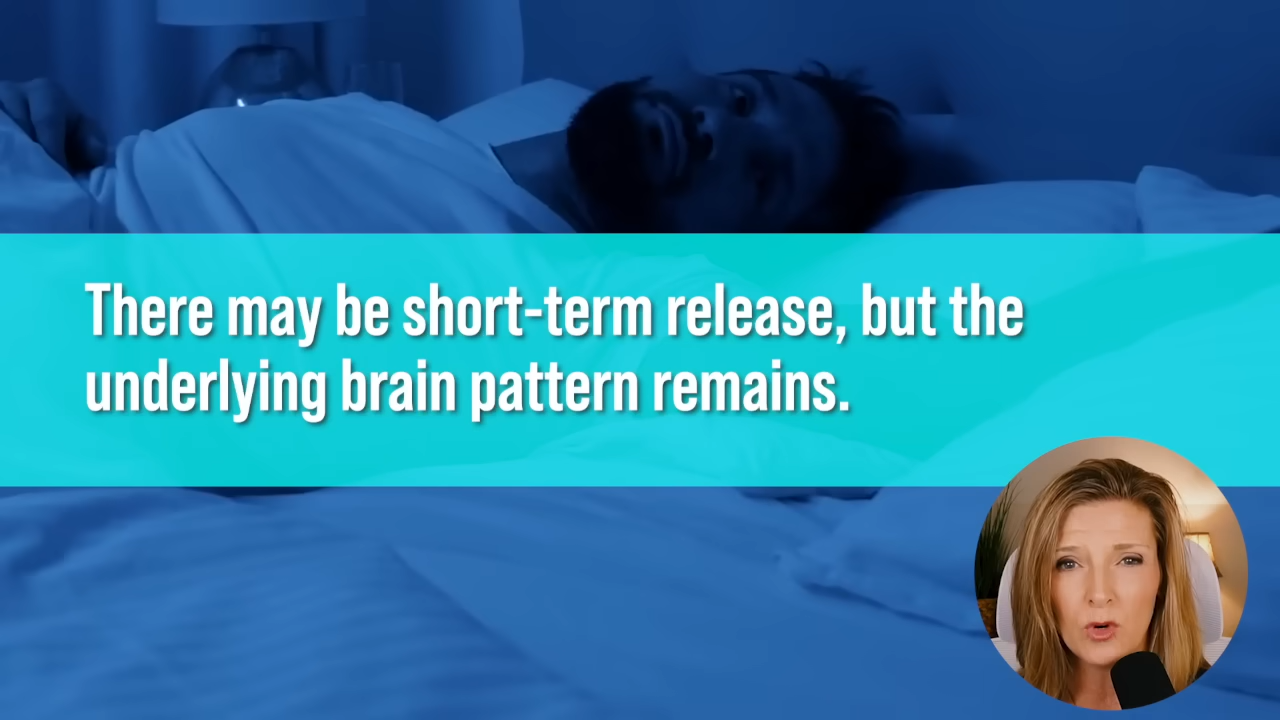 There may be short-term release, but the
underlying brain pattern remains.